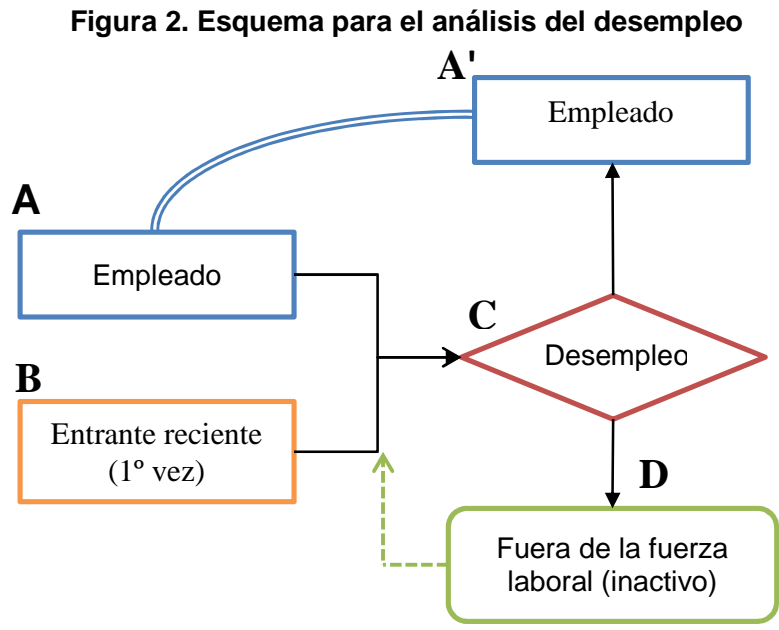 Figura 2. Esquema para el análisis del desempleo
A'
Empleado
A
Empleado
C
Desempleo
B
Entrante reciente
(1º vez)
D
Fuera de la fuerza
laboral (inactivo)